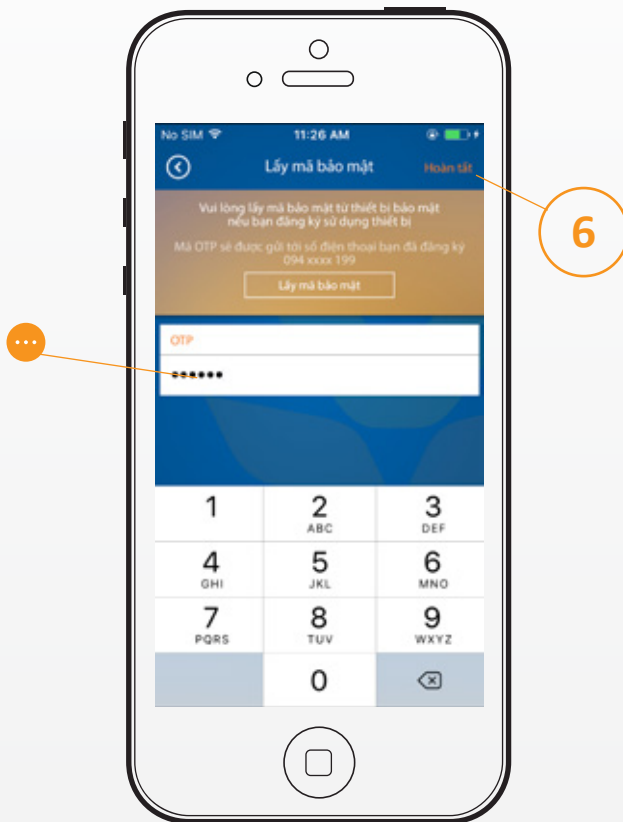 No SIM 11:26 AM
Lấy mã bảo mật Hoàn tất
Vui lòng lấy mã bảo mật từ thiết bị bảo mật
nếu bạn đăng ký sử dụng thiết bị
Mã OTP sẽ được gửi tới số điện thoại bạn đã đăng ký
094 xxxx 199
Lấy mã bảo mật
6
OTP
••••••
1 2 3
ABC DEF
4 5 6
GHI JKL MNO
7 8 9
PQRS TUV WXYZ
0